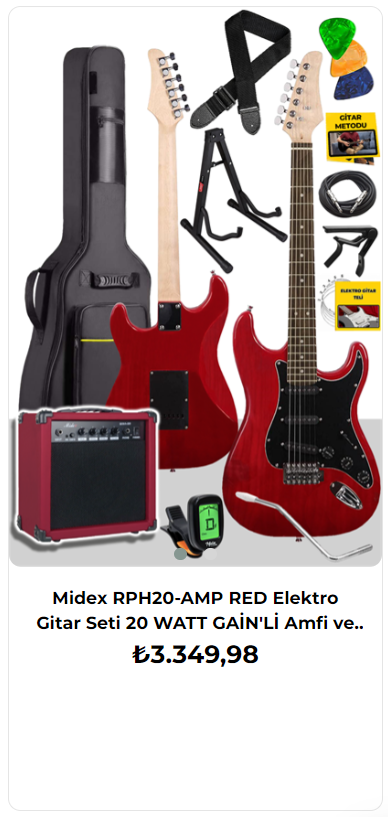 GİTAR
METODU
ELEKTRO GİTAR
TELİ
Midex RPH20-AMP RED Elektro
Gitar Seti 20 WATT GAİN'Lİ Amfi ve..
₺3.349,98